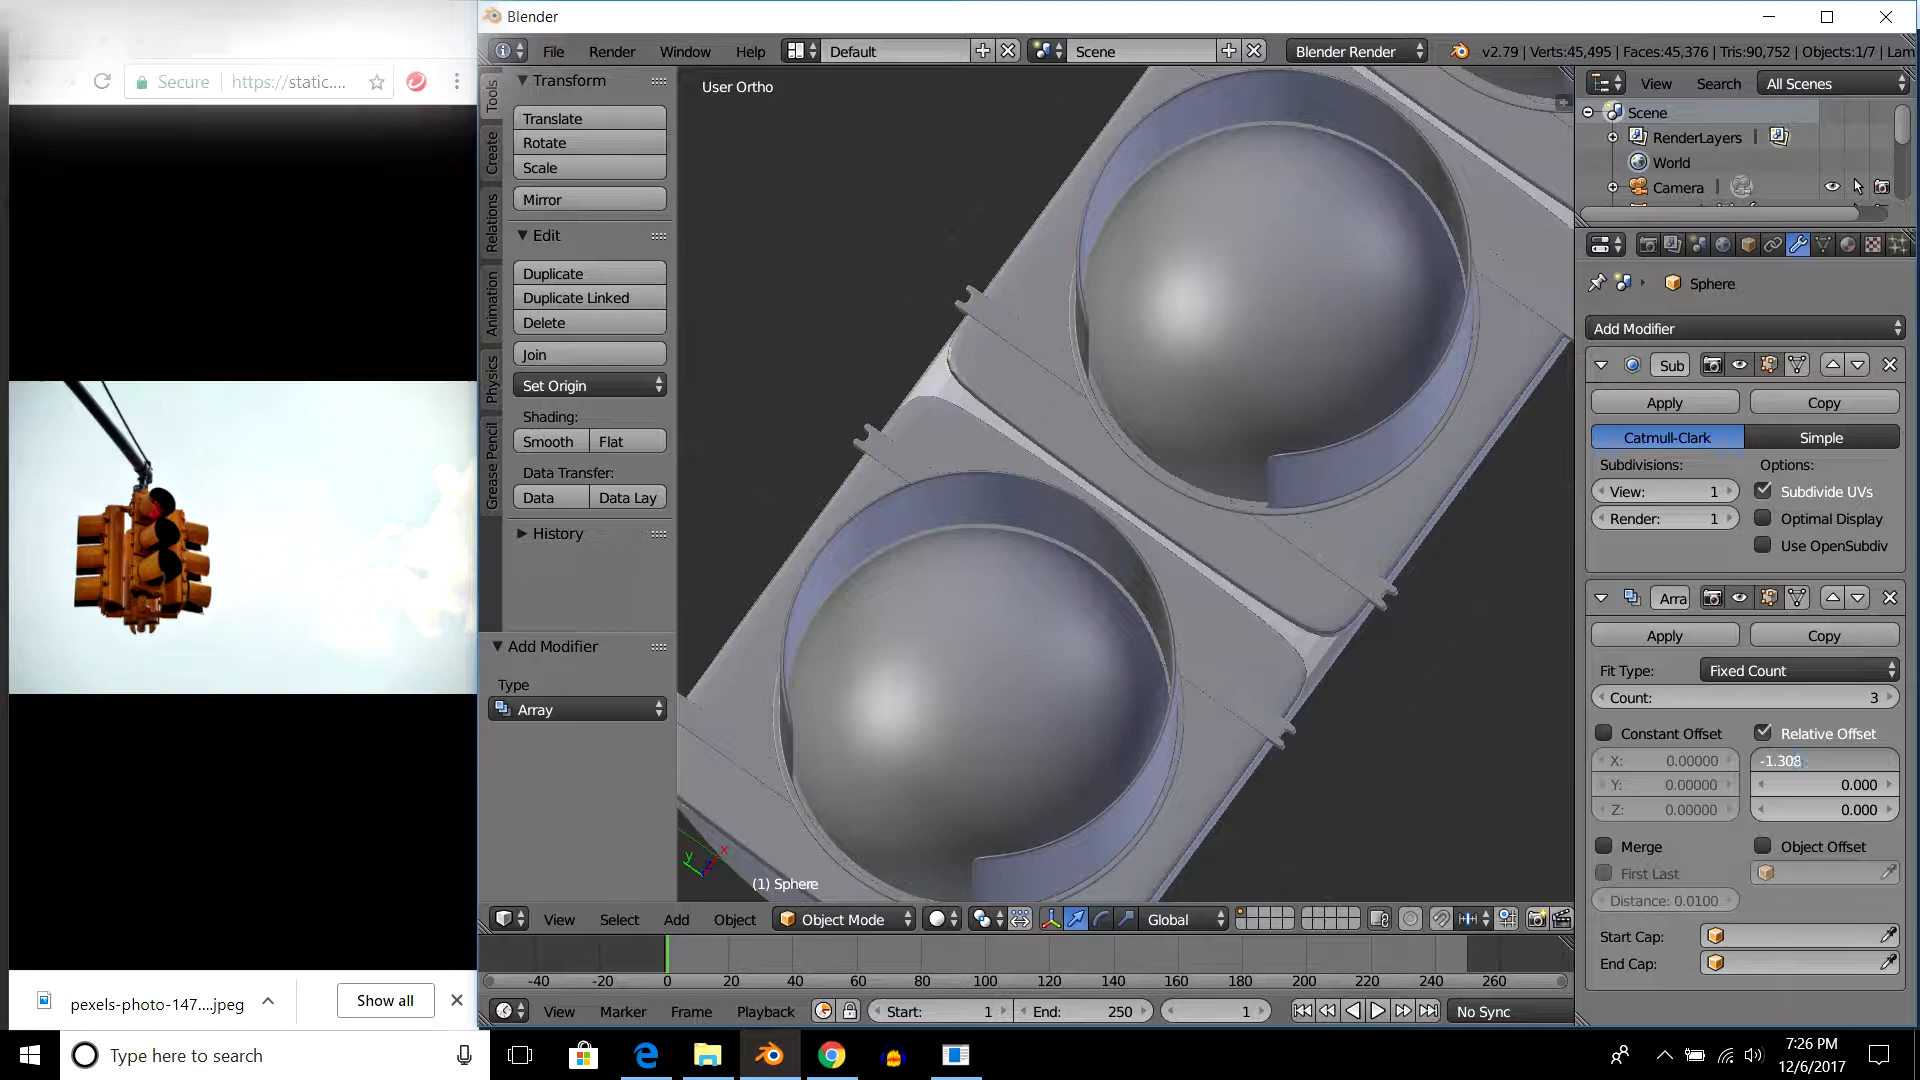 Blender
Secure
https://static....
File Render Window Help Default Scene Blender Render v2.79 | Verts:45,495 | Faces:45,376 | Tris:90,752 | Objects:1/7 | Lam
Tools
Create
Relations
Animation
Physics
Grease Pencil
Transform
Translate
Rotate
Scale
Mirror
Edit
Duplicate
Duplicate Linked
Delete
Join
Set Origin
Shading:
Smooth Flat
Data Transfer:
Data Data Lay
History
Add Modifier
Type
Array
User Ortho
(1) Sphere
x
y
z
View Search All Scenes
Scene
RenderLayers
World
Camera
Sphere
Add Modifier
Sub
Apply Copy
Catmull-Clark Simple
Subdivisions: Options:
View: 1 Subdivide UVs
Render: 1 Optimal Display
Use OpenSubdiv
Arra
Apply Copy
Fit Type: Fixed Count
Count: 3
Constant Offset Relative Offset
X: 0.00000 -1.308
Y: 0.00000 0.000
Z: 0.00000 0.000
Merge Object Offset
First Last
Distance: 0.0100
Start Cap:
End Cap:
View Select Add Object Object Mode Global
-40 -20 0 20 40 60 80 100 120 140 160 180 200 220 240 260
View Marker Frame Playback Start: 1 End: 250 1 No Sync
pexels-photo-147....jpeg Show all
Type here to search
7:26 PM
12/6/2017